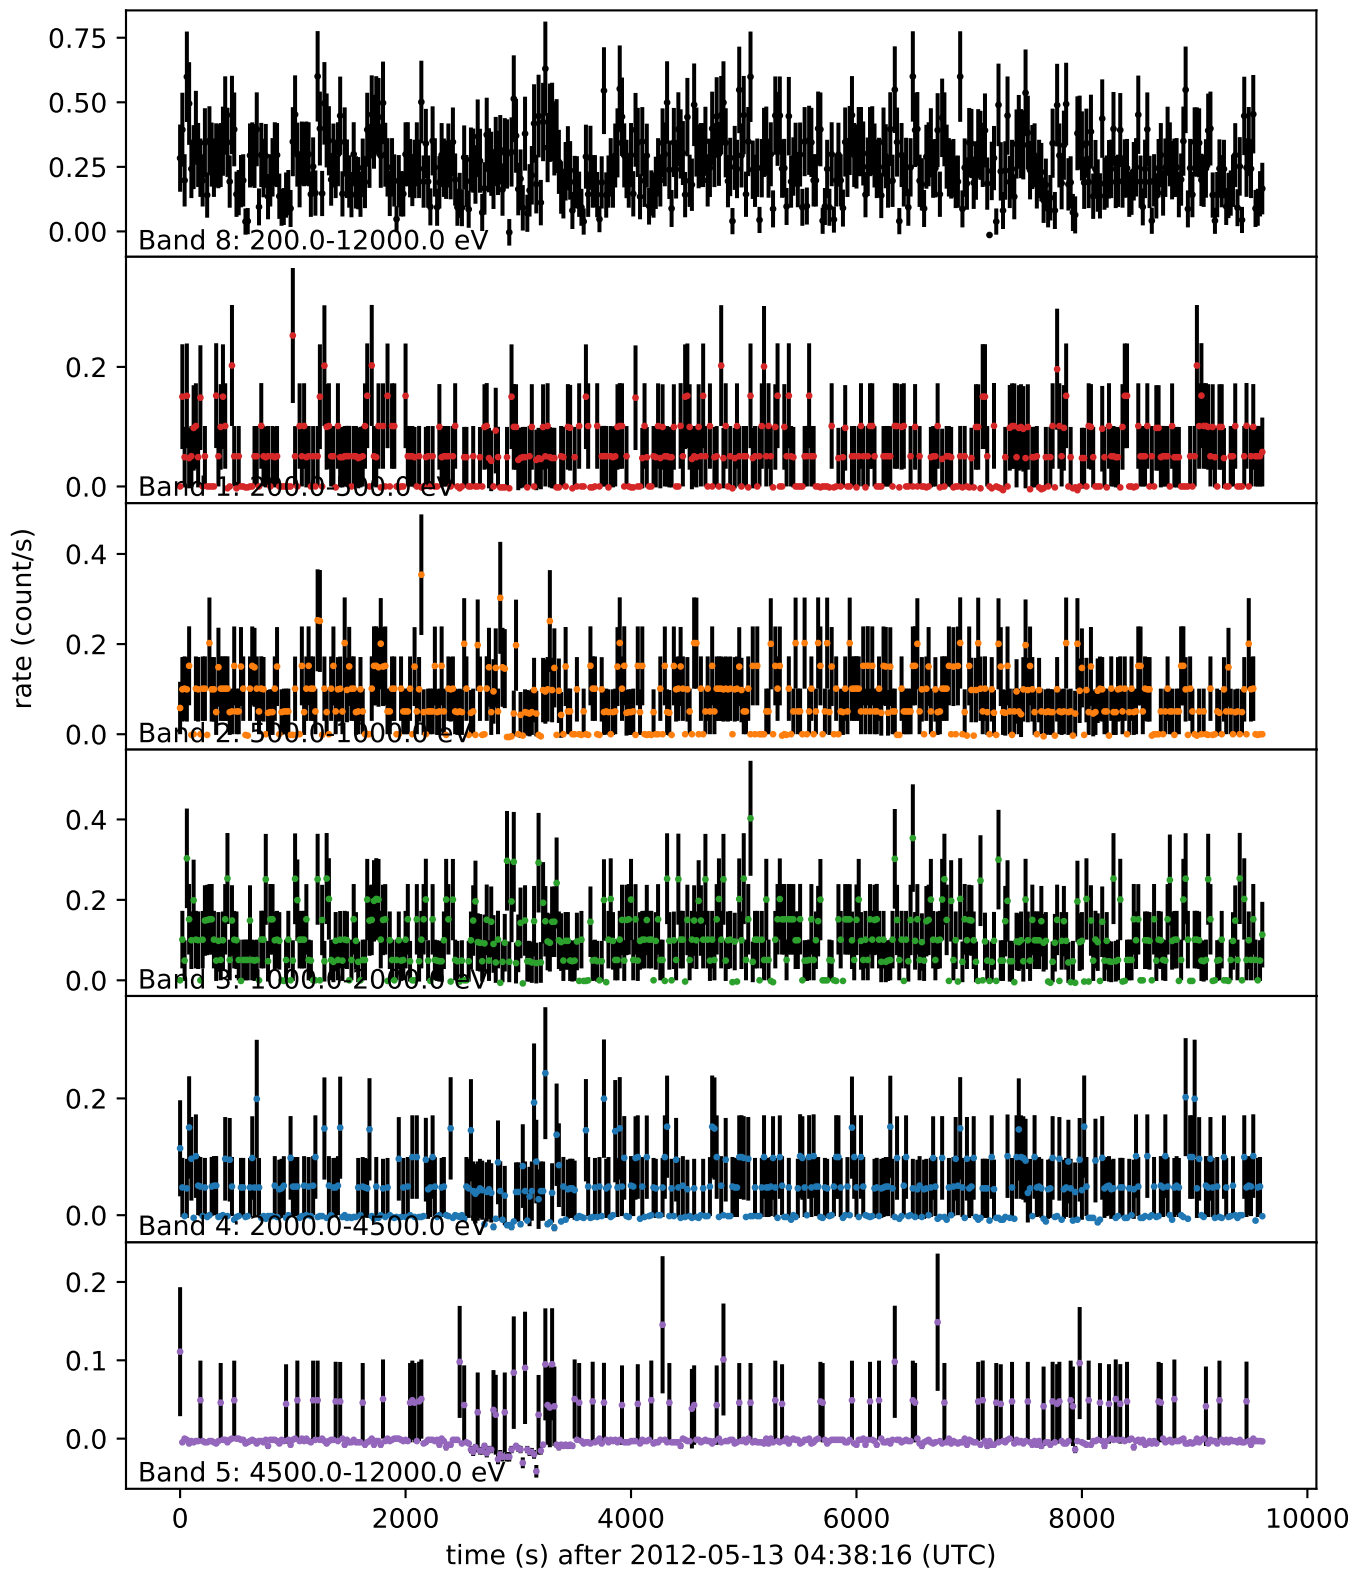 0.75
0.50
0.25
0.00
Band 8: 200.0-12000.0 eV
0.2
0.0
Band 1: 200.0-500.0 eV
0.4
0.2
0.0
Band 2: 500.0-1000.0 eV
rate (count/s)
0.4
0.2
0.0
Band 3: 1000.0-2000.0 eV
0.2
0.0
Band 4: 2000.0-4500.0 eV
0.2
0.1
0.0
Band 5: 4500.0-12000.0 eV
0 2000 4000 6000 8000 10000
time (s) after 2012-05-13 04:38:16 (UTC)